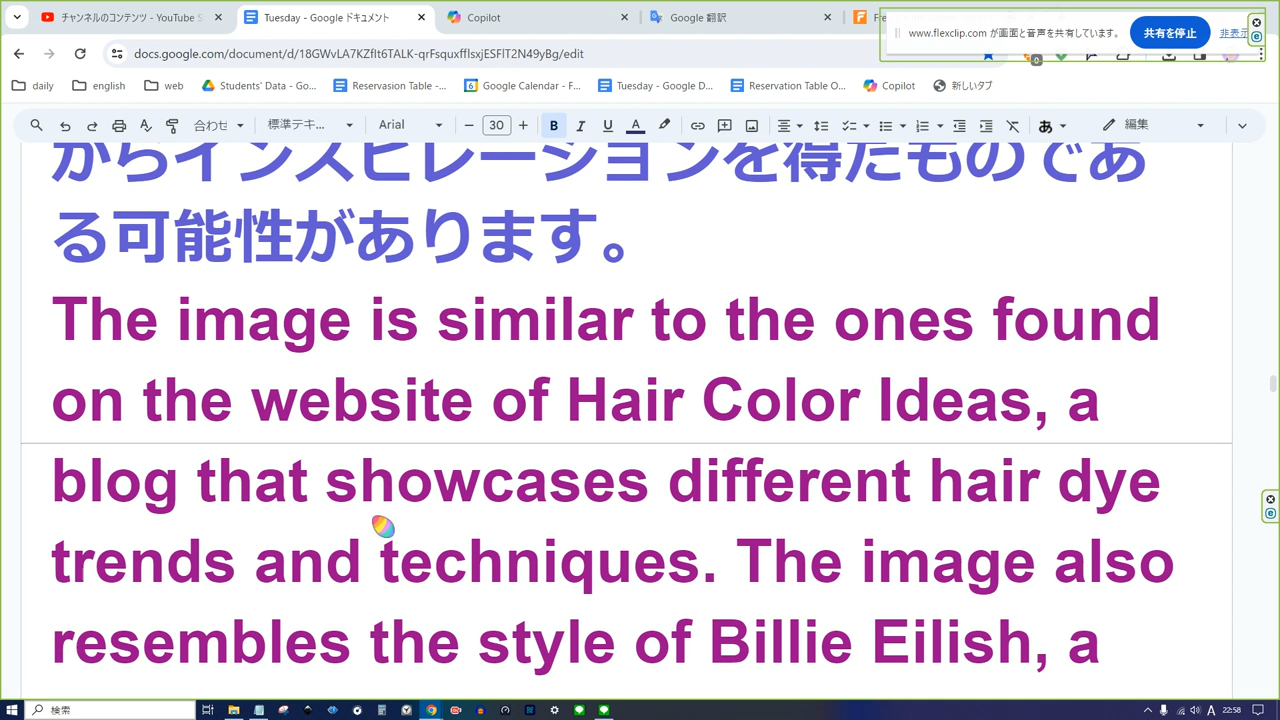 チャンネルのコンテンツ - YouTube S
Tuesday - Google ドキュメント
Copilot
Google 翻訳
www.flexclip.com が画面と音声を共有しています。
共有を停止
非表示
docs.google.com/document/d/18GWvLA7KZflt6TALK-qrFsquxfflsxjESFlT2N49vBg/edit
daily
english
web
Students' Data - Go...
Reservasion Table -...
Google Calendar - F...
Tuesday - Google D...
Reservation Table O...
Copilot
新しいタブ
合わせ
標準テキ...
Arial
30
B
I
U
A
あ
編集
からインスピレーションを得たものであ
る可能性があります。
The image is similar to the ones found
on the website of Hair Color Ideas, a
blog that showcases different hair dye
trends and techniques. The image also
resembles the style of Billie Eilish, a
検索
A
22:58